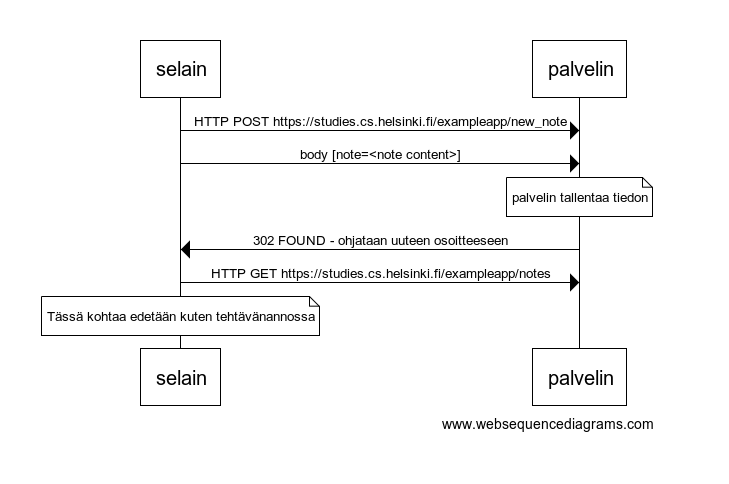 selain palvelin
HTTP POST https://studies.cs.helsinki.fi/exampleapp/new_note
body [note=<note content>]
palvelin tallentaa tiedon
302 FOUND - ohjataan uuteen osoitteeseen
HTTP GET https://studies.cs.helsinki.fi/exampleapp/notes
Tässä kohtaa edetään kuten tehtävänannossa
selain palvelin
www.websequencediagrams.com